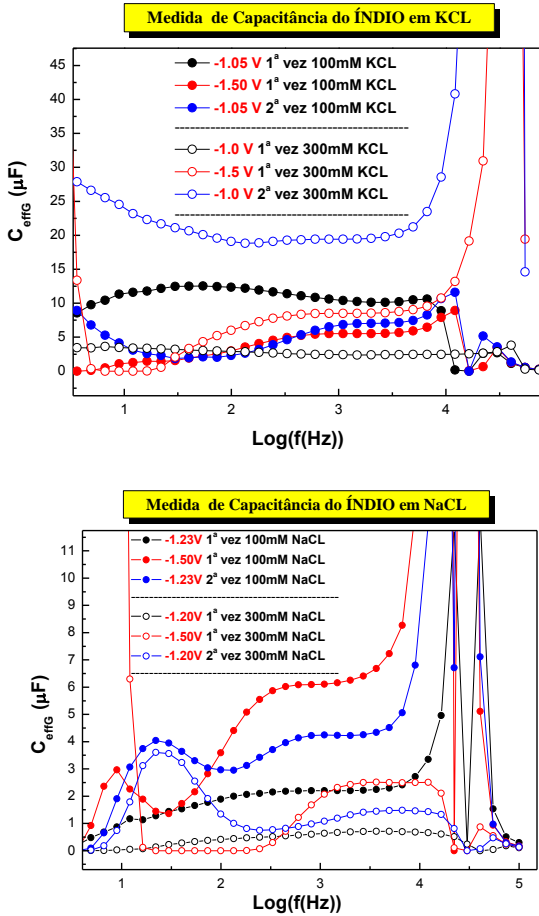 Medida de Capacitância do ÍNDIO em KCL
-1.05 V 1ª vez 100mM KCL
-1.50 V 1ª vez 100mM KCL
-1.05 V 2ª vez 100mM KCL
-1.0 V 1ª vez 300mM KCL
-1.5 V 1ª vez 300mM KCL
-1.0 V 2ª vez 300mM KCL
45
40
35
30
25
20
15
10
5
0
C effG (μF)
1 2 3 4
Log(f(Hz))
Medida de Capacitância do ÍNDIO em NaCL
-1.23V 1ª vez 100mM NaCL
-1.50V 1ª vez 100mM NaCL
-1.23V 2ª vez 100mM NaCL
-1.20V 1ª vez 300mM NaCL
-1.50V 1ª vez 300mM NaCL
-1.20V 2ª vez 300mM NaCL
11
10
9
8
7
6
5
4
3
2
1
0
C effG (μF)
1 2 3 4 5
Log(f(Hz))